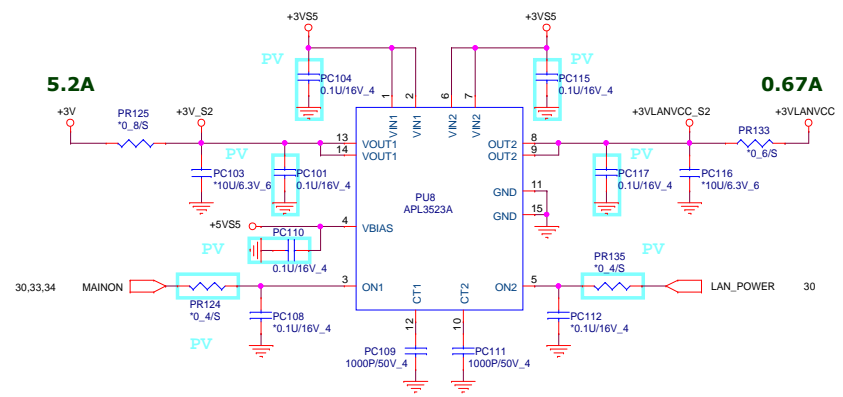 +3VS5
+3VS5
PV
PV
PC104
0.1U/16V_4
PC115
0.1U/16V_4
5.2A
0.67A
1
2
6
7
VIN1
VIN1
VIN2
VIN2
+3V
PR125
*0_8/S
+3V_S2
+3VLANVCC_S2
+3VLANVCC
PR133
*0_6/S
13
VOUT1
14
VOUT1
OUT2
8
OUT2
9
PV
PV
PC103
*10U/6.3V_6
PC101
0.1U/16V_4
PC117
0.1U/16V_4
PC116
*10U/6.3V_6
PU8
APL3523A
GND
11
GND
15
+5VS5
4
VBIAS
PC110
0.1U/16V_4
PV
PV
PR135
*0_4/S
30,33,34
MAINON
3
ON1
ON2
5
LAN_POWER
30
PR124
*0_4/S
CT1
CT2
PC108
*0.1U/16V_4
PC112
*0.1U/16V_4
12
10
PV
PC109
1000P/50V_4
PC111
1000P/50V_4